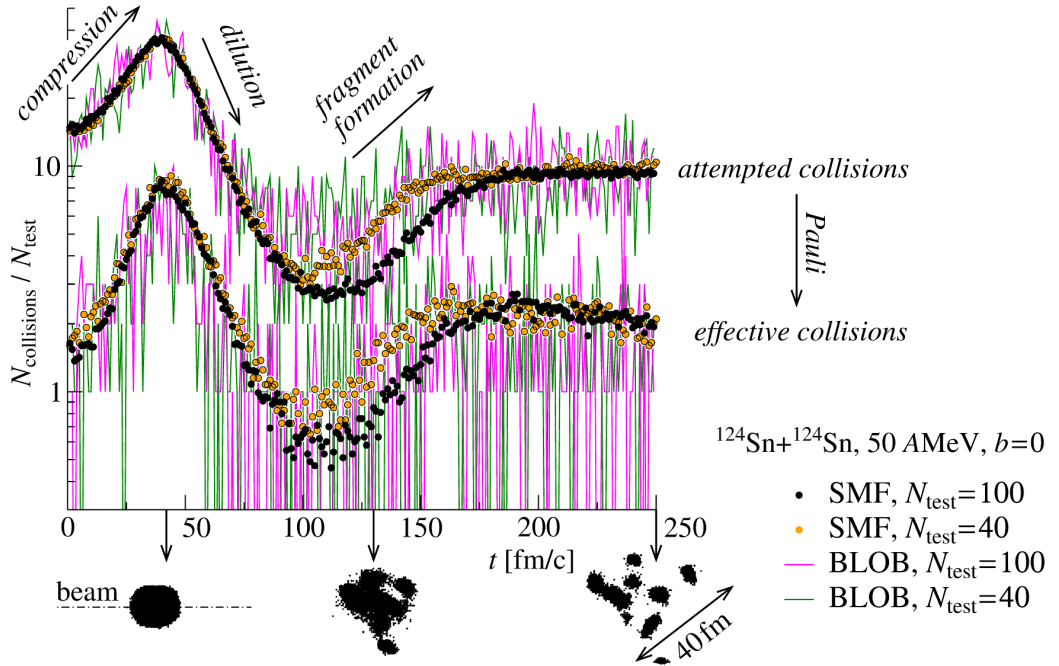 compression
dilution
fragment
formation
10
1
N_collisions / N_test
attempted collisions
Pauli
effective collisions
0 50 100 150 200 250
t [fm/c]
¹²⁴Sn+¹²⁴Sn, 50 AMeV, b=0
SMF, N_test=100
SMF, N_test=40
BLOB, N_test=100
BLOB, N_test=40
beam
40 fm